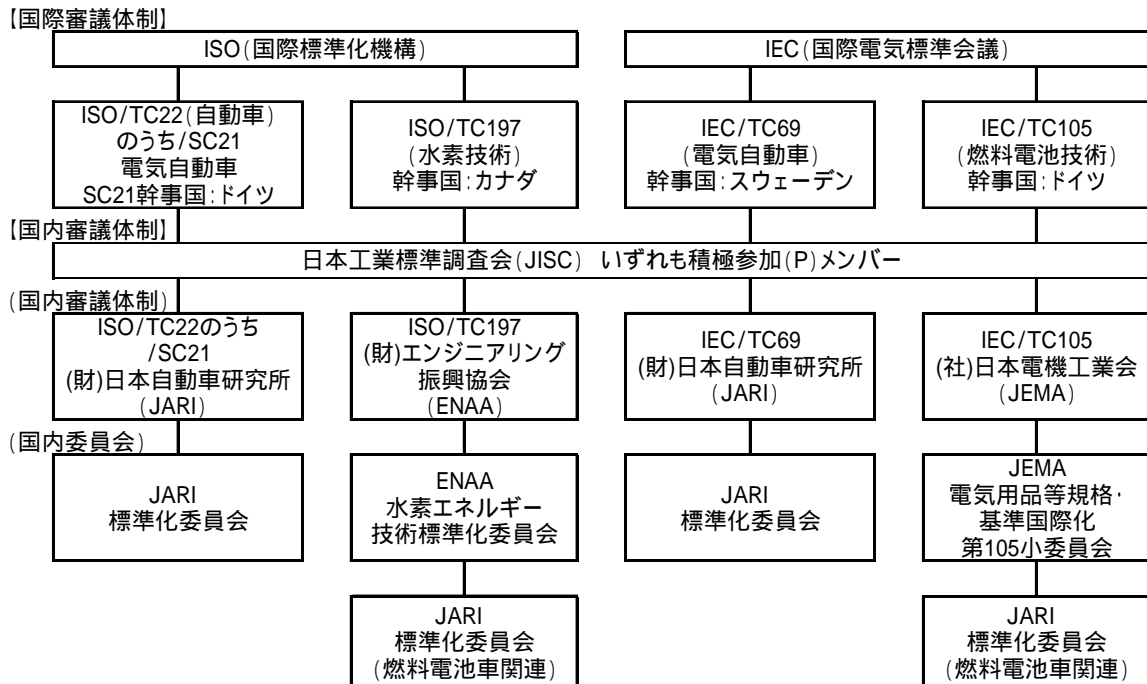 【国際審議体制】
ISO(国際標準化機構)
IEC(国際電気標準会議)
ISO/TC22(自動車)
のうち/SC21
電気自動車
SC21幹事国:ドイツ
ISO/TC197
(水素技術)
幹事国:カナダ
IEC/TC69
(電気自動車)
幹事国:スウェーデン
IEC/TC105
(燃料電池技術)
幹事国:ドイツ
【国内審議体制】
日本工業標準調査会(JISC) いずれも積極参加(P)メンバー
(国内審議体制)
ISO/TC22のうち
/SC21
(財)日本自動車研究所
(JARI)
ISO/TC197
(財)エンジニアリング
振興協会
(ENAA)
IEC/TC69
(財)日本自動車研究所
(JARI)
IEC/TC105
(社)日本電機工業会
(JEMA)
(国内委員会)
JARI
標準化委員会
ENAA
水素エネルギー
技術標準化委員会
JARI
標準化委員会
JEMA
電気用品等規格・
基準国際化
第105小委員会
JARI
標準化委員会
(燃料電池車関連)
JARI
標準化委員会
(燃料電池車関連)